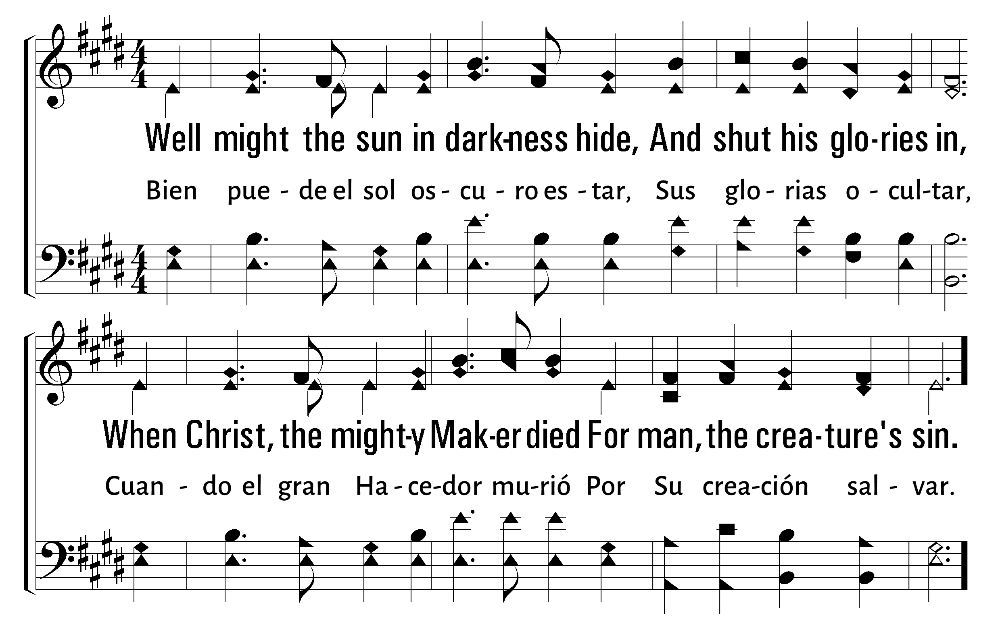 Well might the sun in dark-ness hide, And shut his glo-ries in,
Bien pue - de el sol os - cu - ro es - tar, Sus glo - rias o - cul-tar,
When Christ, the might-y Mak-er died For man, the crea-ture's sin.
Cuan - do el gran Ha - ce-dor mu-rió Por Su crea-ción sal - var.